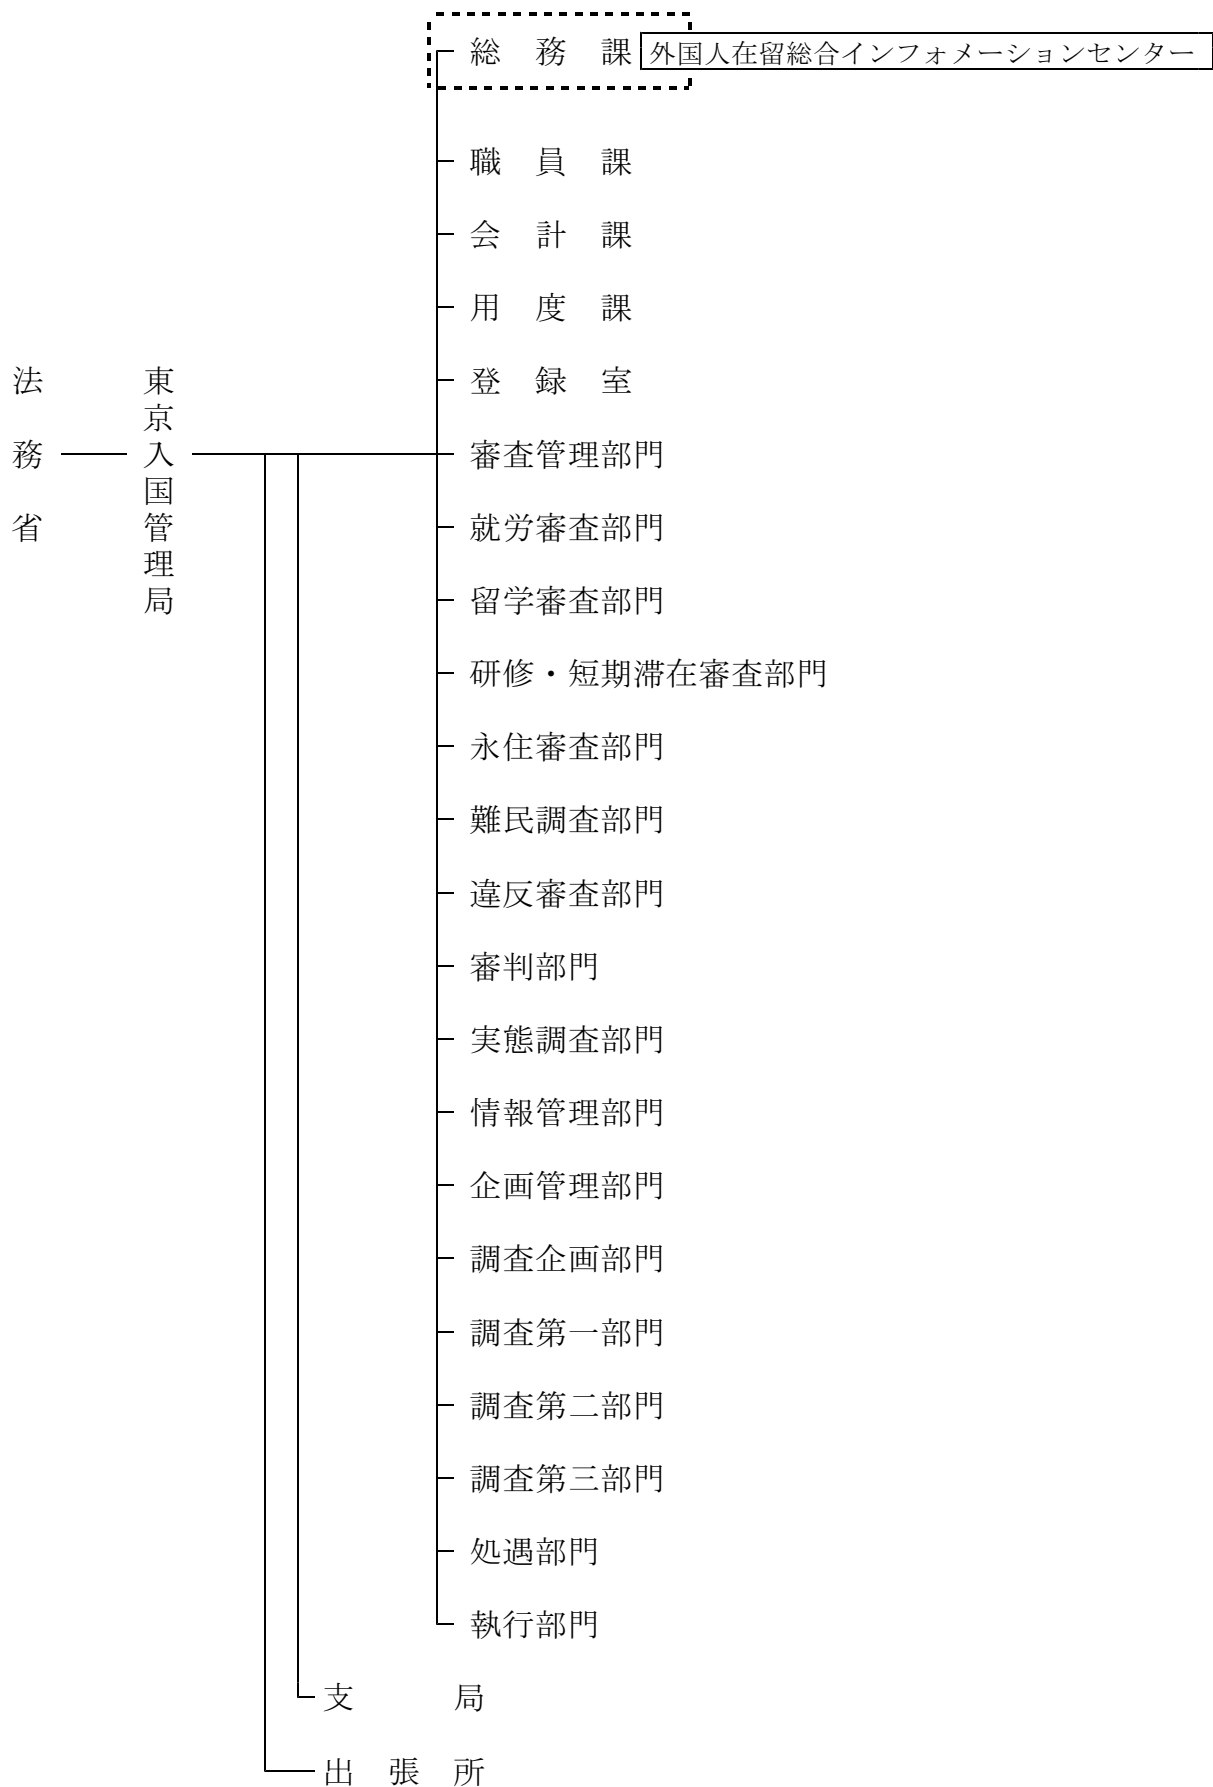 法務省
東京入国管理局
総務課 外国人在留総合インフォメーションセンター
職員課
会計課
用度課
登録室
審査管理部門
就労審査部門
留学審査部門
研修・短期滞在審査部門
永住審査部門
難民調査部門
違反審査部門
審判部門
実態調査部門
情報管理部門
企画管理部門
調査企画部門
調査第一部門
調査第二部門
調査第三部門
処遇部門
執行部門
支局
出張所